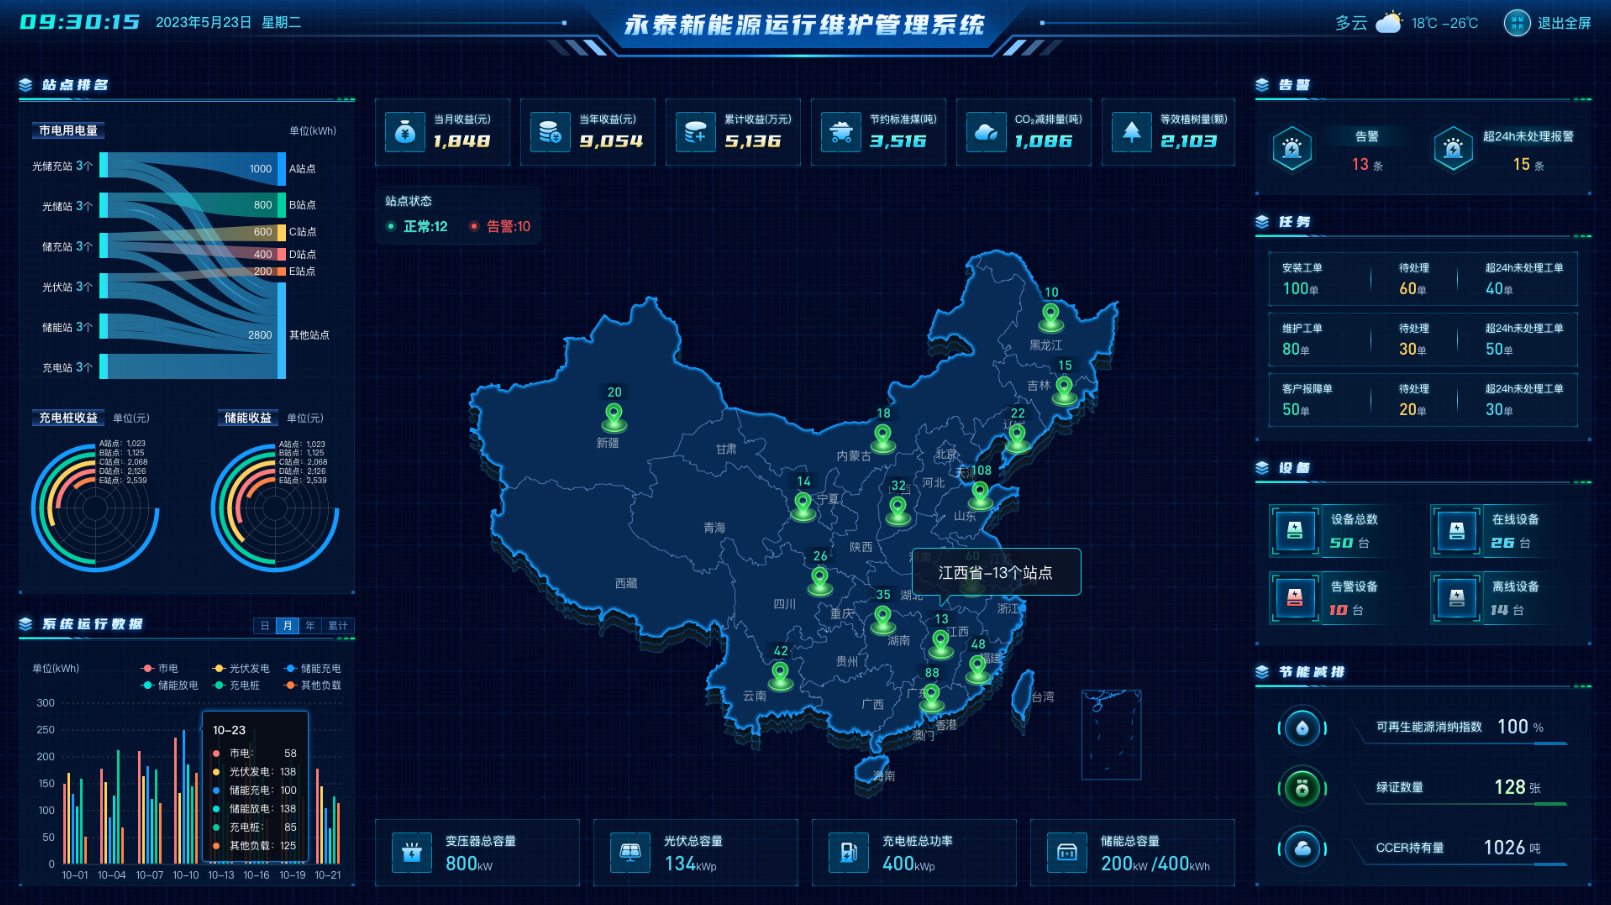 09:30:15 2023年5月23日 星期二
永泰新能源运行维护管理系统
多云 18℃ -26℃ 退出全屏
站点排名
市电用电量 单位(kWh)
光储充站 3个
光储站 3个
储充站 3个
光伏站 3个
储能站 3个
充电站 3个
1000 A站点
800 B站点
600 C站点
400 D站点
200 E站点
2800 其他站点
充电桩收益 单位(元)
A站点：1,023
B站点：1,125
C站点：2,068
D站点：2,126
E站点：2,539
储能收益 单位(元)
A站点：1,023
B站点：1,125
C站点：2,068
D站点：2,126
E站点：2,539
系统运行数据
日 月 年 累计
单位(kWh)
市电 光伏发电 储能充电
储能放电 充电桩 其他负载
300
250
200
150
100
50
0
10-01 10-04 10-07 10-10 10-13 10-16 10-19 10-21
10-23
市电： 58
光伏发电：138
储能充电：100
储能放电：138
充电桩： 85
其他负载：125
当月收益(元)
1,848
当年收益(元)
9,054
累计收益(万元)
5,136
节约标准煤(吨)
3,516
CO₂减排量(吨)
1,086
等效植树量(颗)
2,103
站点状态
正常:12 告警:10
10
黑龙江
15
吉林
22
20
新疆
18
内蒙古
甘肃
北京
108
河北
山东
14
宁夏
32
青海
陕西
西藏
26
四川
重庆
60
江西省-13个站点
湖北
浙江
35
湖南
13
江西
48
福建
42
云南
贵州
广西
88
广东
香港
澳门
台湾
海南
变压器总容量
800kW
光伏总容量
134kWp
充电桩总功率
400kWp
储能总容量
200kW /400kWh
告警
告警
13 条
超24h未处理报警
15 条
任务
安装工单 待处理 超24h未处理工单
100单 60单 40单
维护工单 待处理 超24h未处理工单
80单 30单 50单
客户报障单 待处理 超24h未处理工单
50单 20单 30单
设备
设备总数
50 台
在线设备
26 台
告警设备
10 台
离线设备
14 台
节能减排
可再生能源消纳指数 100 %
绿证数量 128 张
CCER持有量 1026 吨